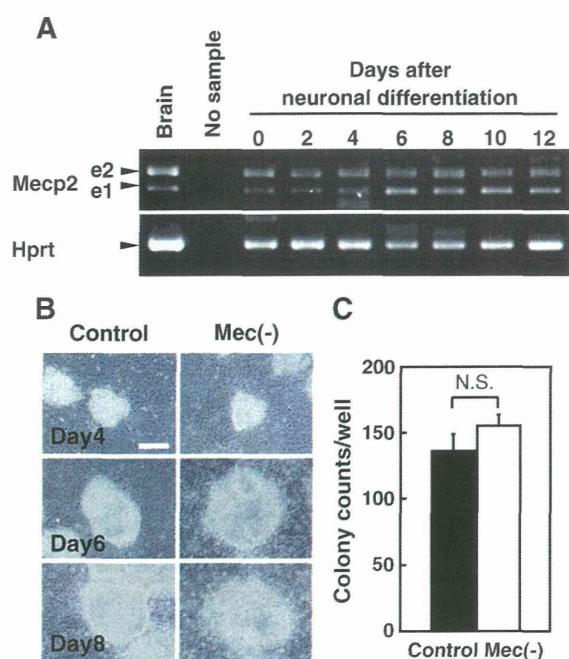 A
Brain
No sample
Days after
neuronal differentiation
0 2 4 6 8 10 12
Mecp2
e2
e1
Hprt
B
Control Mec(-)
Day4
Day6
Day8
C
Colony counts/well
200
150
100
50
0
N.S.
Control Mec(-)